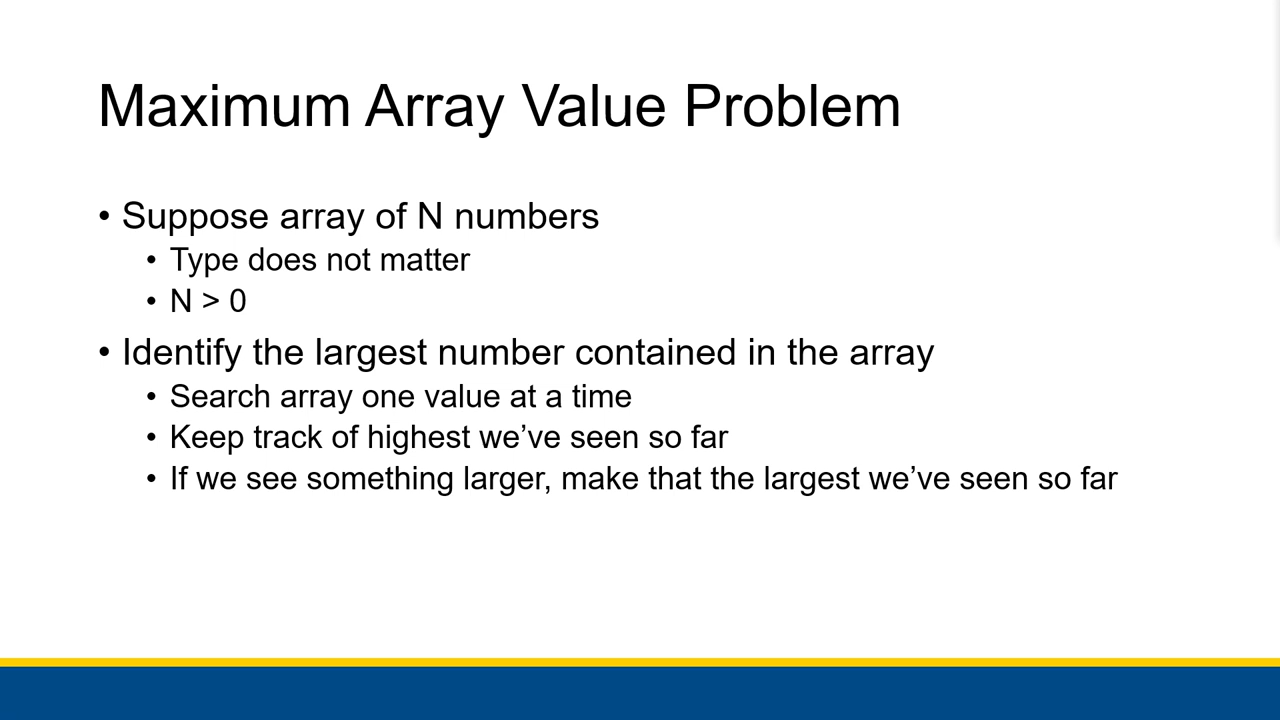 Maximum Array Value Problem
• Suppose array of N numbers
• Type does not matter
• N > 0
• Identify the largest number contained in the array
• Search array one value at a time
• Keep track of highest we’ve seen so far
• If we see something larger, make that the largest we’ve seen so far